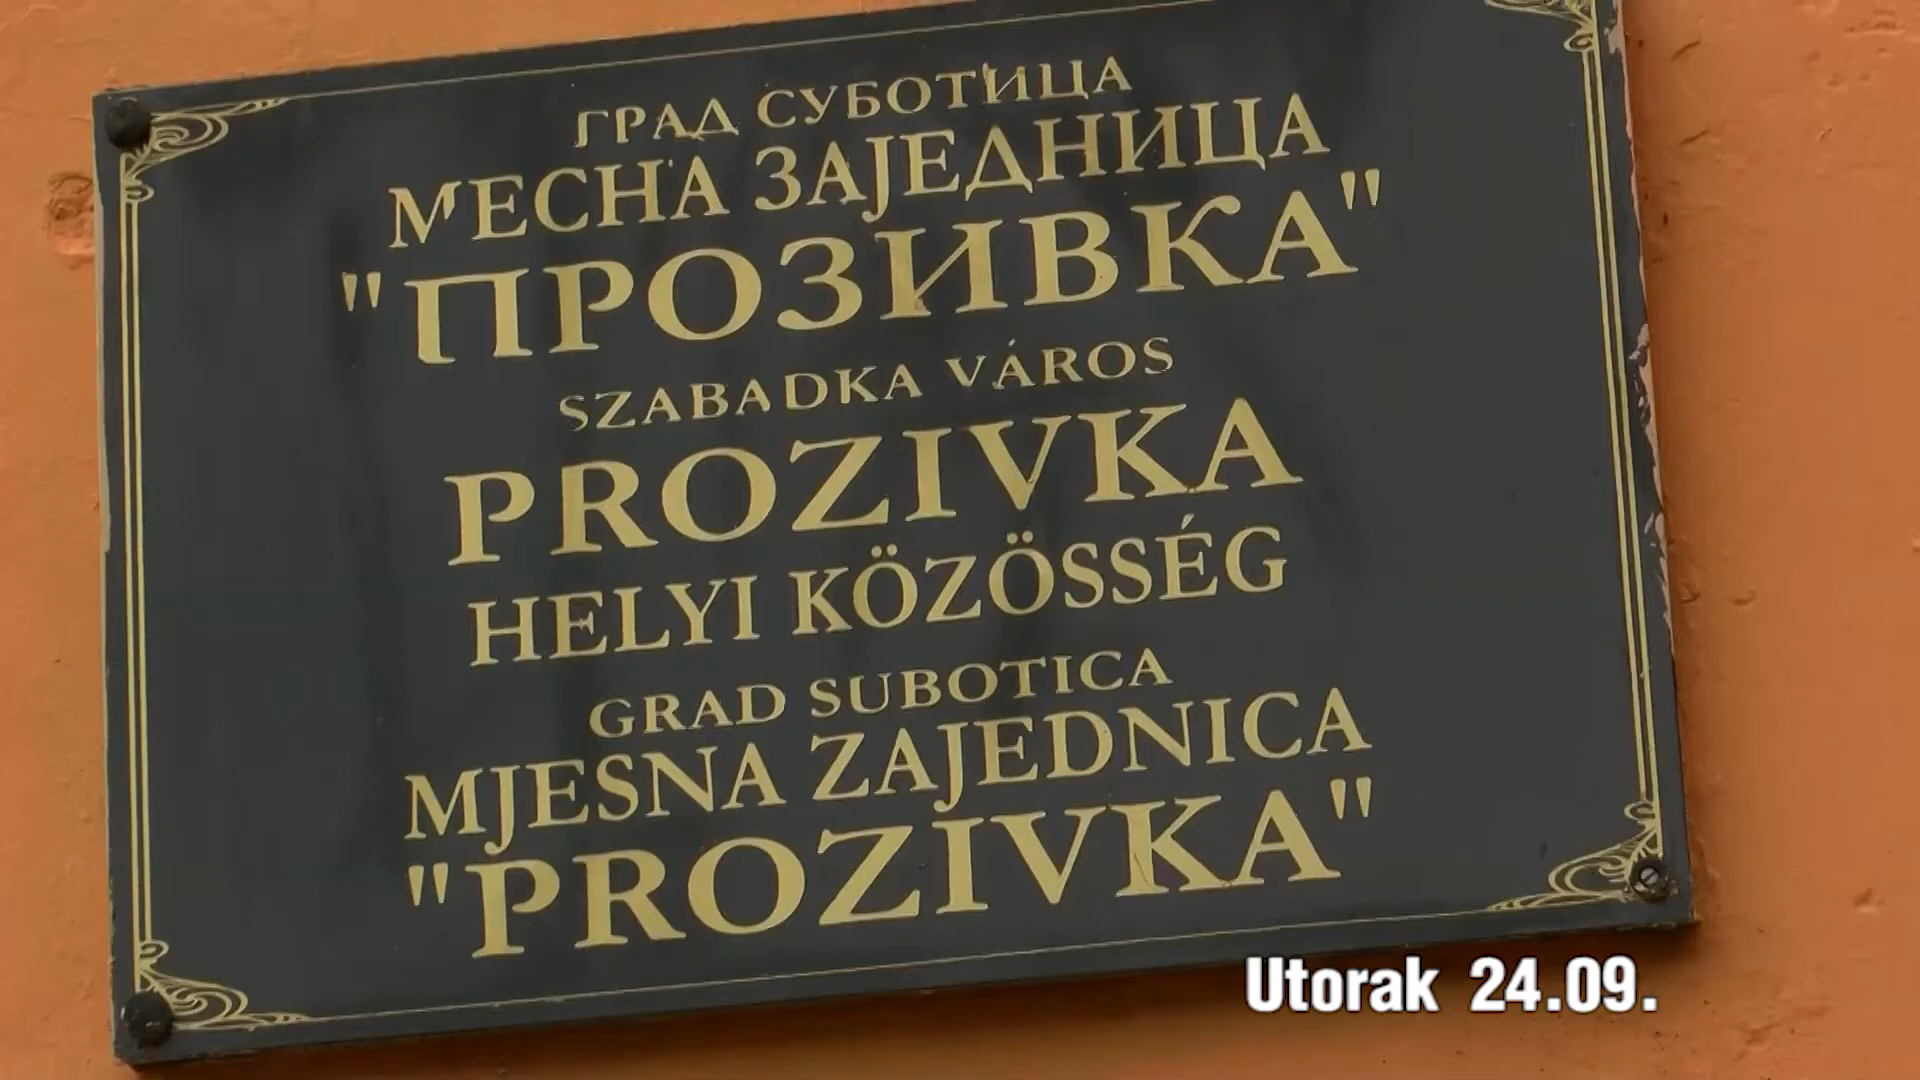 ГРАД СУБОТИЦА
МЕСНА ЗАЈЕДНИЦА
"ПРОЗИВКА"
SZABADKA VÁROS
PROZIVKA
HELYI KÖZÖSSÉG
GRAD SUBOTICA
MJESNA ZAJEDNICA
"PROZIVKA"
Utorak 24.09.